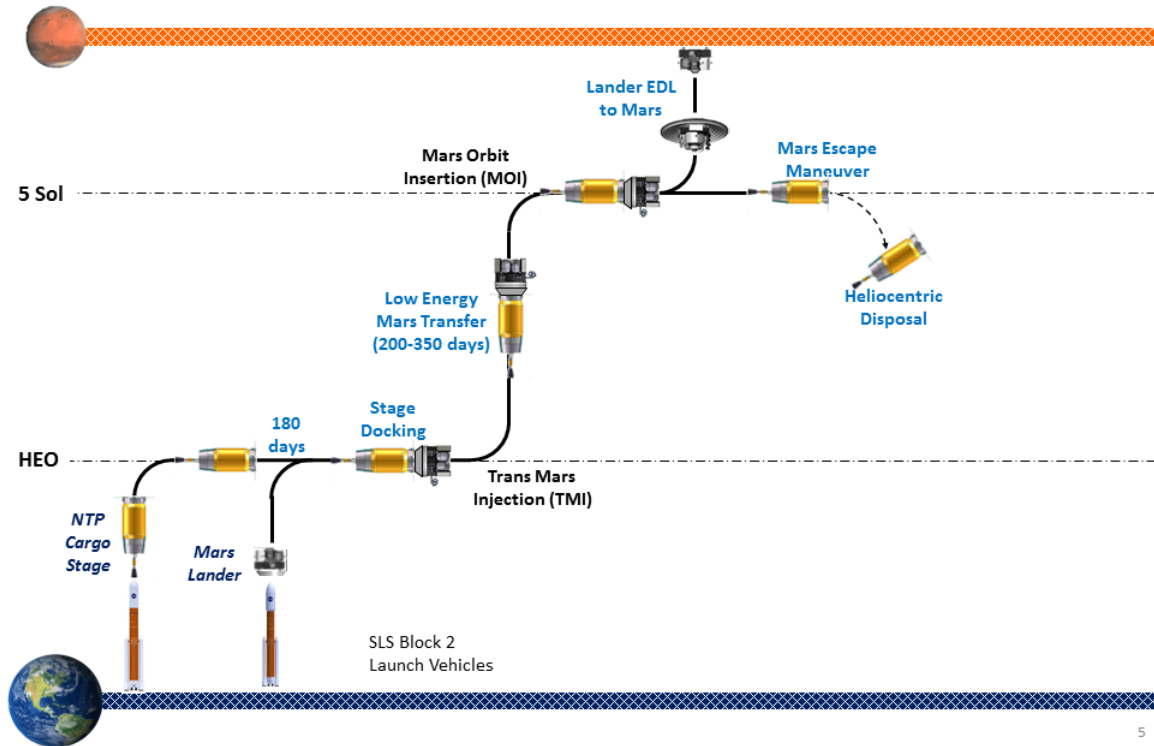 Lander EDL
to Mars
Mars Orbit
Insertion (MOI)
Mars Escape
Maneuver
5 Sol
Low Energy
Mars Transfer
(200-350 days)
Heliocentric
Disposal
180
days
Stage
Docking
HEO
Trans Mars
Injection (TMI)
NTP
Cargo
Stage
Mars
Lander
SLS Block 2
Launch Vehicles
5